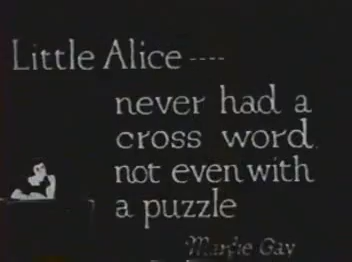 Little Alice ----
never had a
cross word.
not even with
a puzzle
Margie Gay